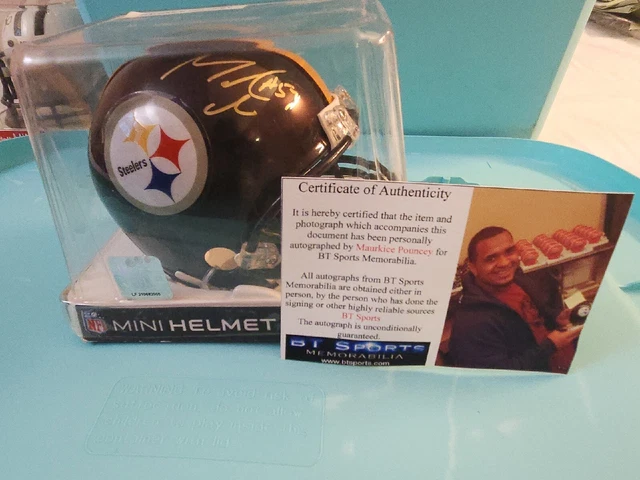 #53
Steelers
NFL
MINI HELMET
Certificate of Authenticity
It is hereby certified that the item and
photograph which accompanies this
document has been personally
autographed by Maurkice Pouncey for
BT Sports Memorabilia.
All autographs from BT Sports
Memorabilia are obtained either in
person, by the person who has done the
signing or other highly reliable sources
BT Sports
The autograph is unconditionally
guaranteed.
BT SPORTS
MEMORABILIA
www.btsports.com